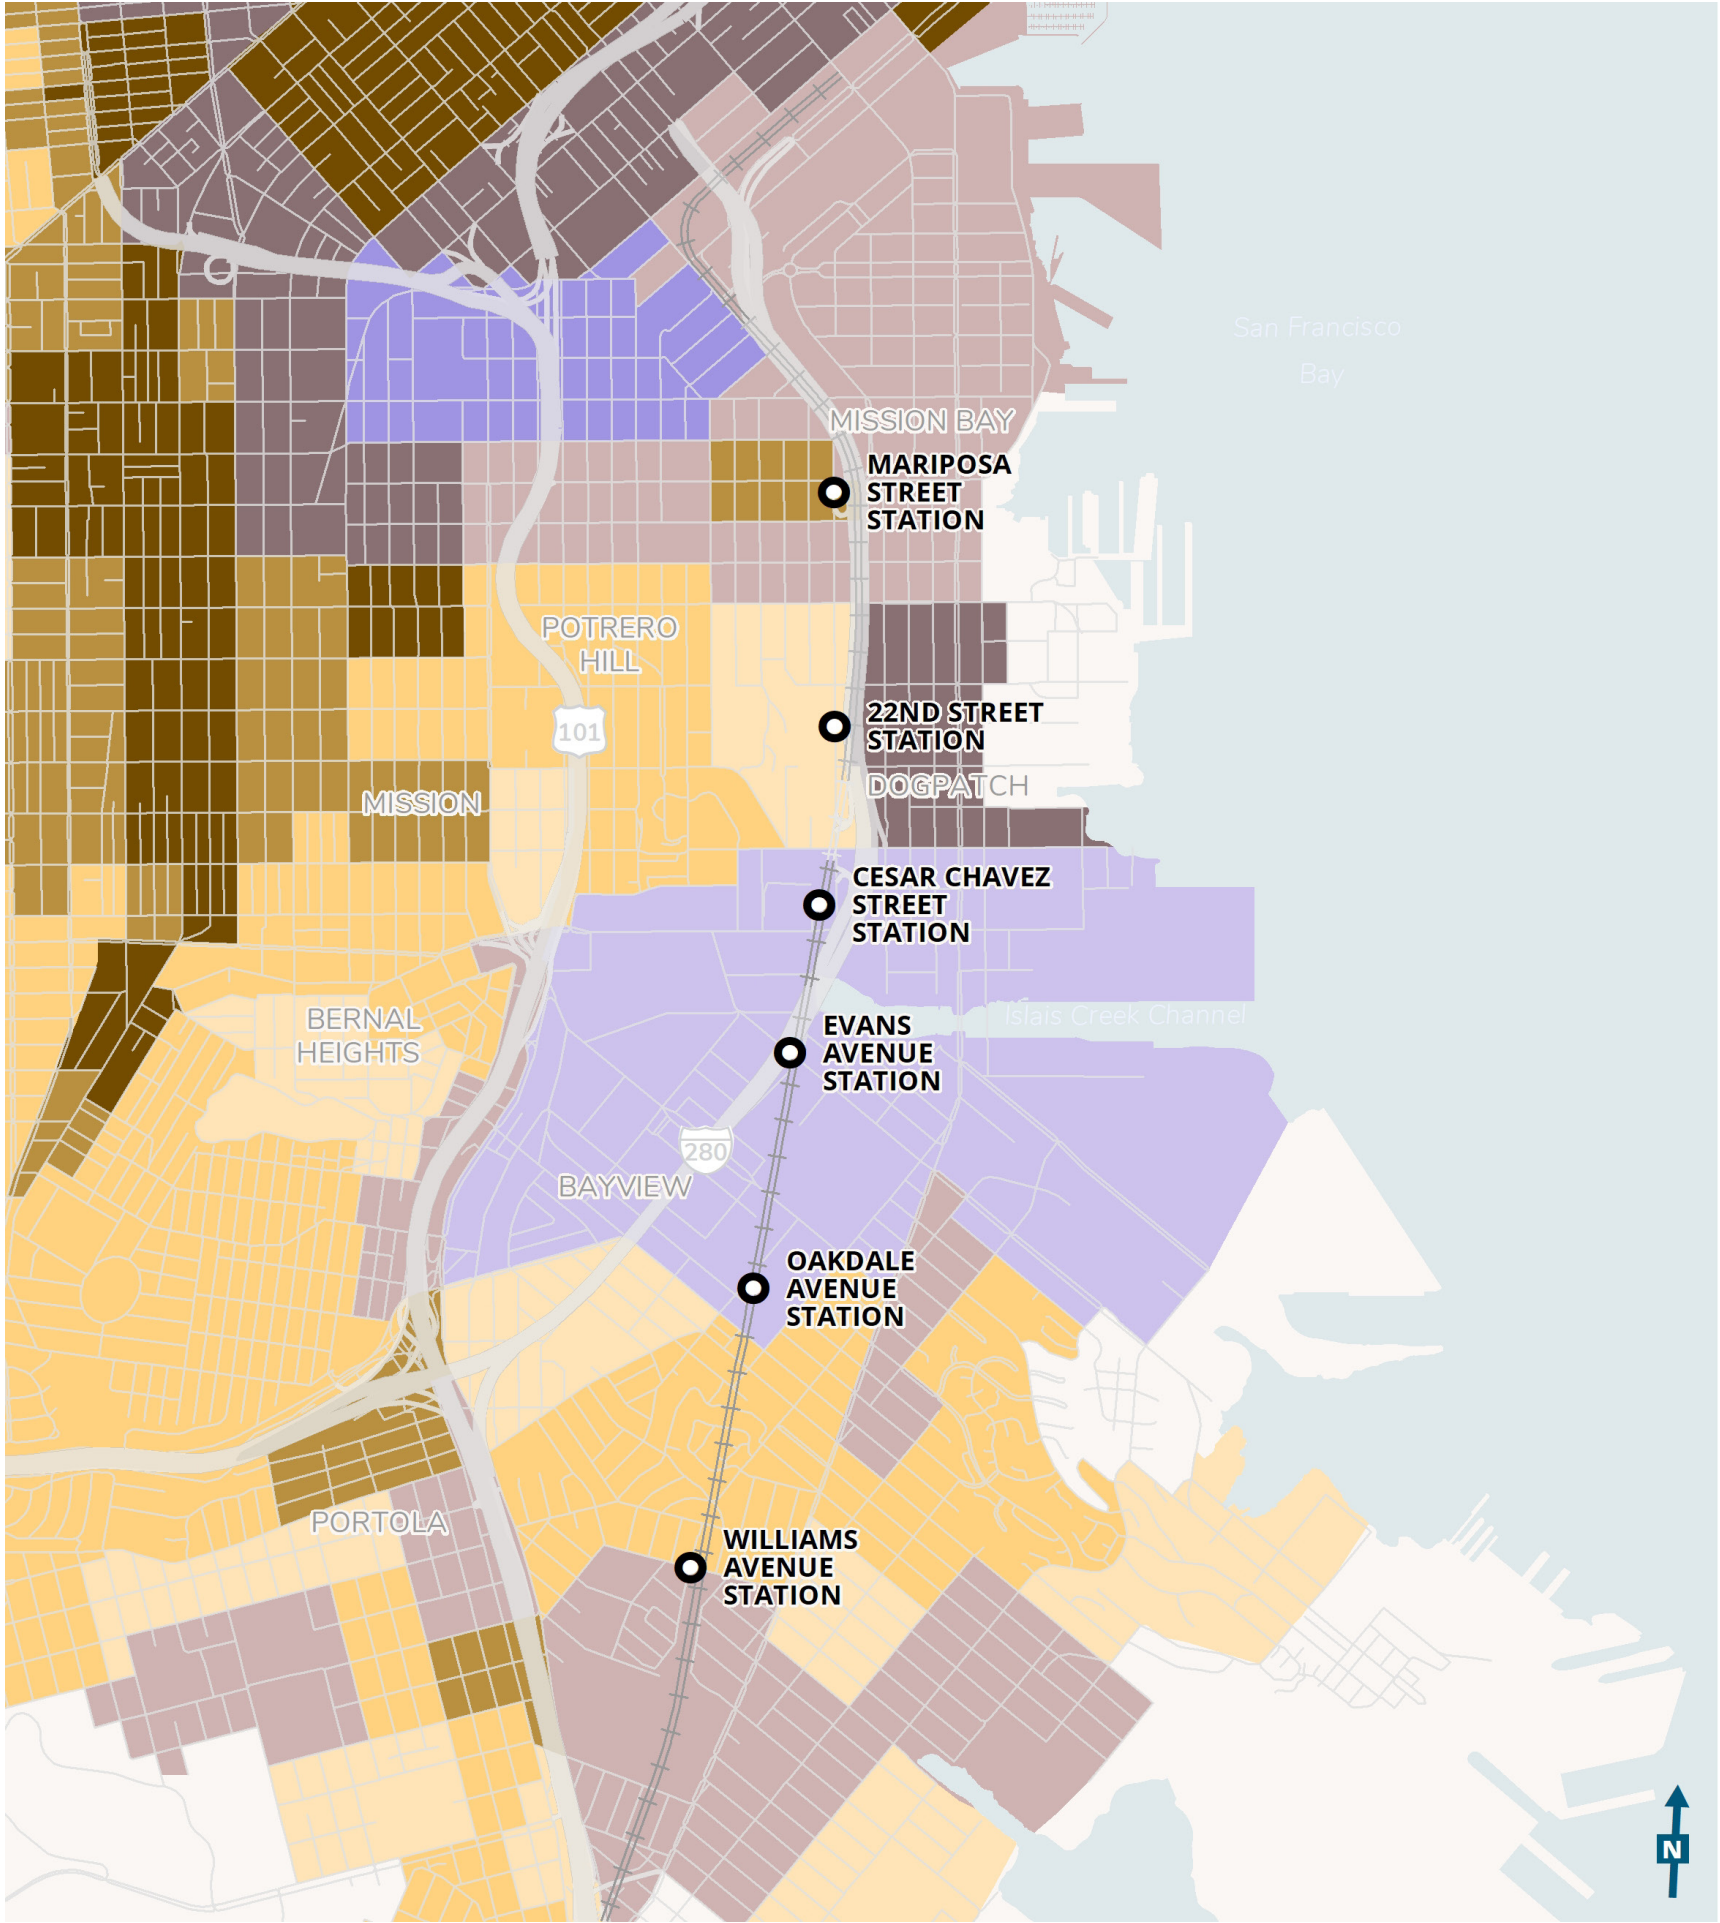 San Francisco
Bay
MISSION BAY
MARIPOSA
STREET
STATION
POTRERO
HILL
101
22ND STREET
STATION
DOGPATCH
MISSION
CESAR CHAVEZ
STREET
STATION
BERNAL
HEIGHTS
Islais Creek Channel
EVANS
AVENUE
STATION
280
BAYVIEW
OAKDALE
AVENUE
STATION
PORTOLA
WILLIAMS
AVENUE
STATION
N